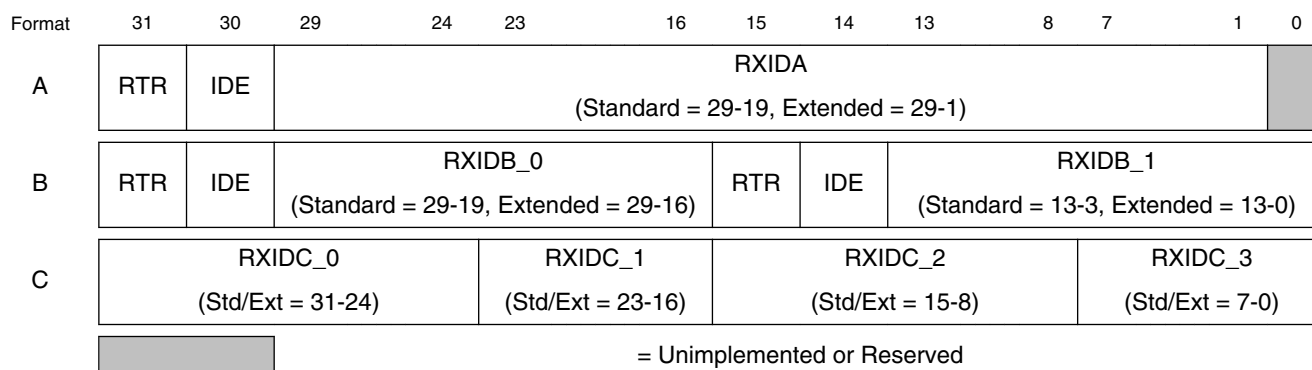 Format 31 30 29 24 23 16 15 14 13 8 7 1 0
A RTR IDE RXIDA
(Standard = 29-19, Extended = 29-1)
B RTR IDE RXIDB_0 RTR IDE RXIDB_1
(Standard = 29-19, Extended = 29-16) (Standard = 13-3, Extended = 13-0)
C RXIDC_0 RXIDC_1 RXIDC_2 RXIDC_3
(Std/Ext = 31-24) (Std/Ext = 23-16) (Std/Ext = 15-8) (Std/Ext = 7-0)
= Unimplemented or Reserved